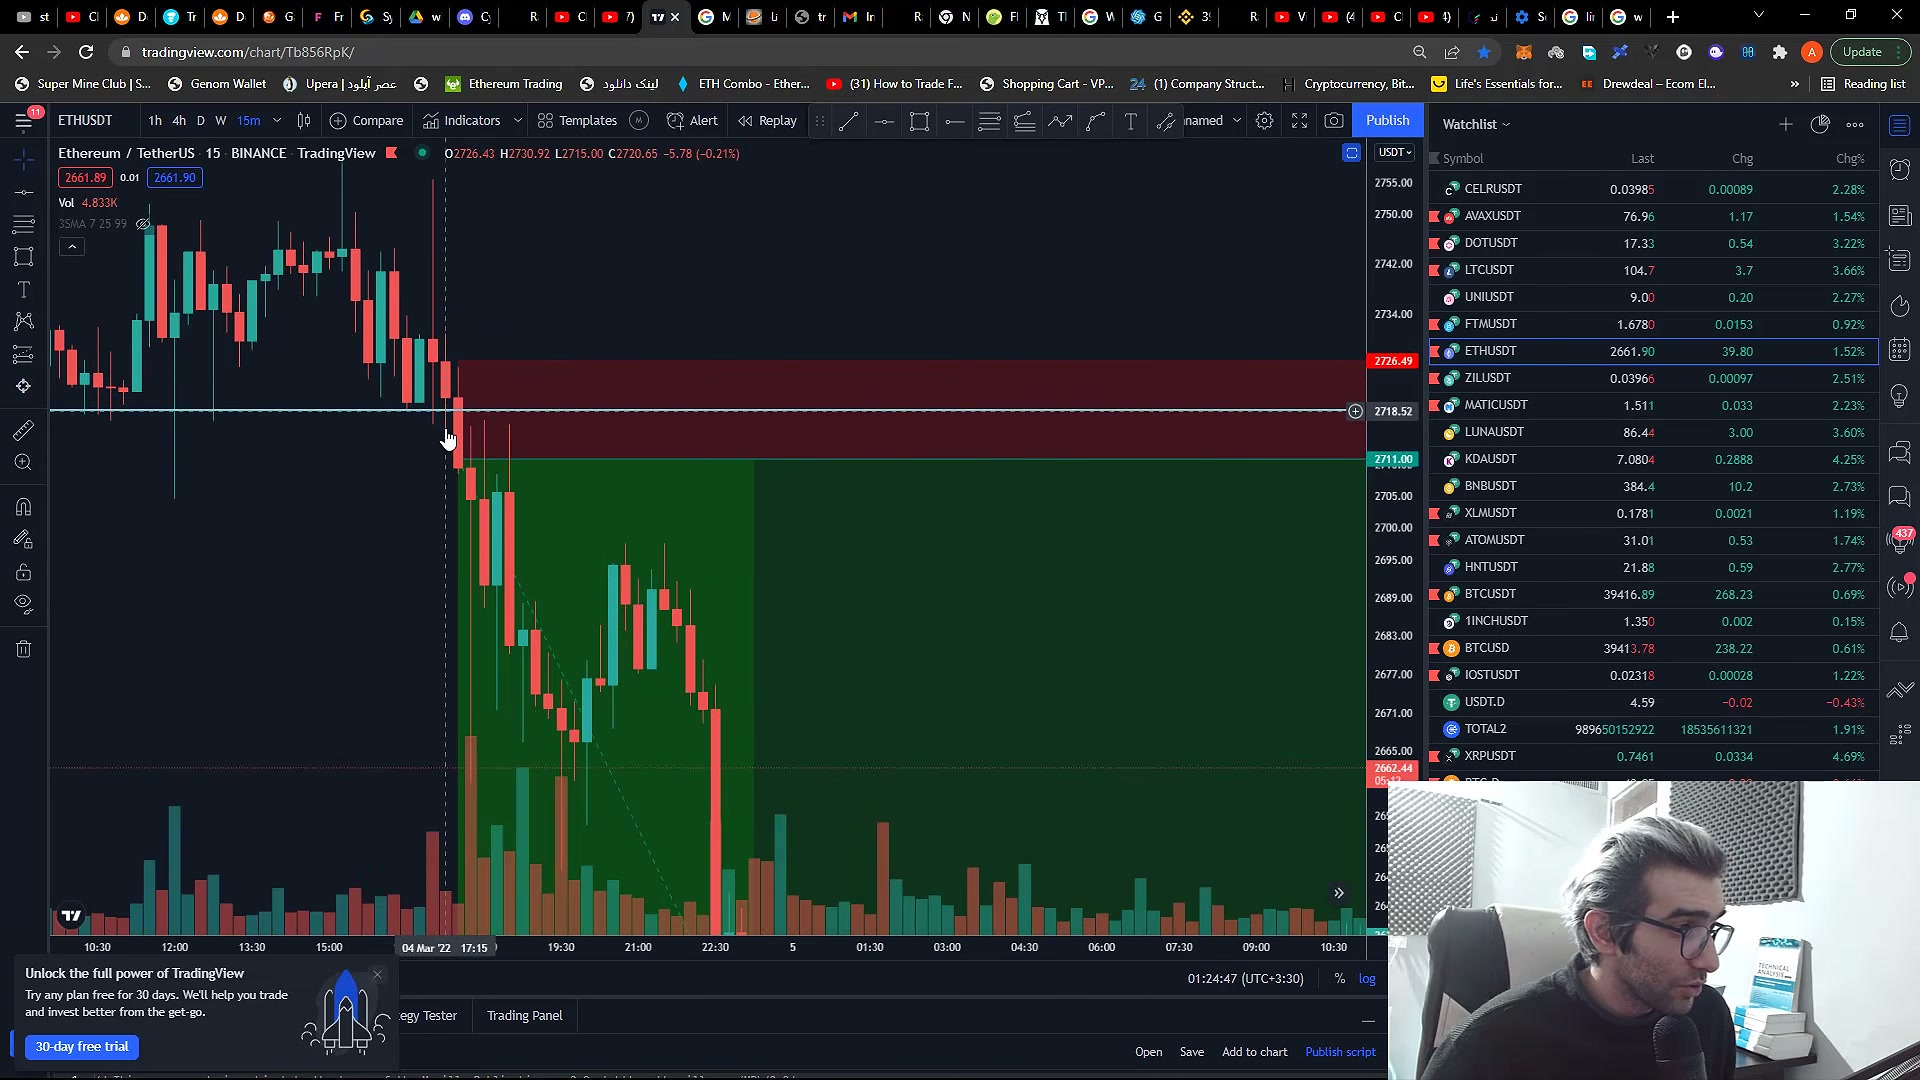 st
tradingview.com/chart/Tb856RpK/
Update
Super Mine Club | S...
Genom Wallet
Upera | عصر آپلود
Ethereum Trading
لینک دانلود
ETH Combo - Ether...
(31) How to Trade F...
Shopping Cart - VP...
(1) Company Struct...
Cryptocurrency, Bit...
Life's Essentials for...
Drewdeal – Ecom El...
Reading list
11
ETHUSDT
1h 4h D W 15m
Compare
Indicators
Templates
Alert
Replay
named
Publish
Ethereum / TetherUS · 15 · BINANCE · TradingView
O2726.43 H2730.92 L2715.00 C2720.65 −5.78 (−0.21%)
2661.89 0.01 2661.90
Vol 4.833K
3SMA 7 25 99
USDT
2755.00
2750.00
2742.00
2734.00
2726.49
2718.52
2711.00
2705.00
2700.00
2695.00
2689.00
2683.00
2677.00
2671.00
2665.00
2662.44
10:30 12:00 13:30 15:00 04 Mar '22 17:15 19:30 21:00 22:30 5 01:30 03:00 04:30 06:00 07:30 09:00 10:30
01:24:47 (UTC+3:30) % log
Watchlist
Symbol Last Chg Chg%
CELRUSDT 0.03985 0.00089 2.28%
AVAXUSDT 76.96 1.17 1.54%
DOTUSDT 17.33 0.54 3.22%
LTCUSDT 104.7 3.7 3.66%
UNIUSDT 9.00 0.20 2.27%
FTMUSDT 1.6780 0.0153 0.92%
ETHUSDT 2661.90 39.80 1.52%
ZILUSDT 0.03966 0.00097 2.51%
MATICUSDT 1.511 0.033 2.23%
LUNAUSDT 86.44 3.00 3.60%
KDAUSDT 7.0804 0.2888 4.25%
BNBUSDT 384.4 10.2 2.73%
XLMUSDT 0.1781 0.0021 1.19%
ATOMUSDT 31.01 0.53 1.74%
HNTUSDT 21.88 0.59 2.77%
BTCUSDT 39416.89 268.23 0.69%
1INCHUSDT 1.350 0.002 0.15%
BTCUSD 39413.78 238.22 0.61%
IOSTUSDT 0.02318 0.00028 1.22%
USDT.D 4.59 −0.02 −0.43%
TOTAL2 989650152922 18535611321 1.91%
XRPUSDT 0.7461 0.0334 4.69%
437
Unlock the full power of TradingView
Try any plan free for 30 days. We'll help you trade
and invest better from the get-go.
30-day free trial
egy Tester
Trading Panel
Open Save Add to chart Publish script
TECHNICAL
ANALYSIS